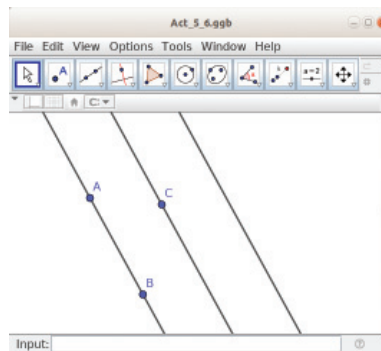 Act_5_6.ggb
File Edit View Options Tools Window Help
A
a=2
A
C
B
Input: